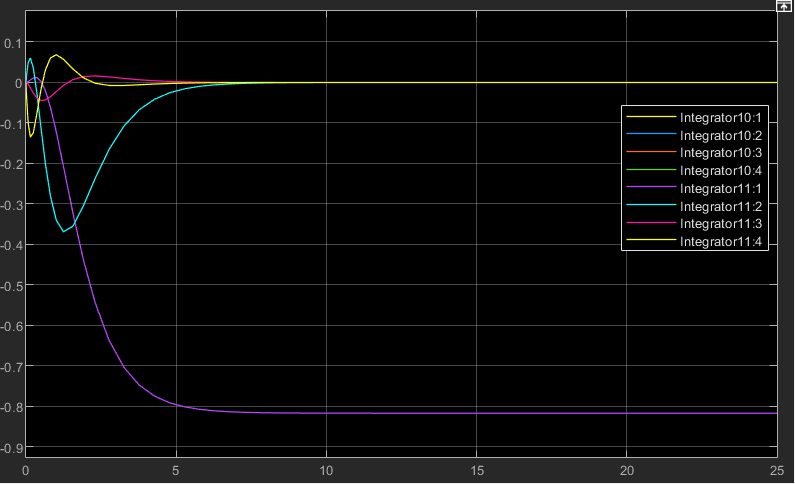 0.1
0
-0.1
-0.2
-0.3
-0.4
-0.5
-0.6
-0.7
-0.8
-0.9
0
5
10
15
20
25
Integrator10:1
Integrator10:2
Integrator10:3
Integrator10:4
Integrator11:1
Integrator11:2
Integrator11:3
Integrator11:4